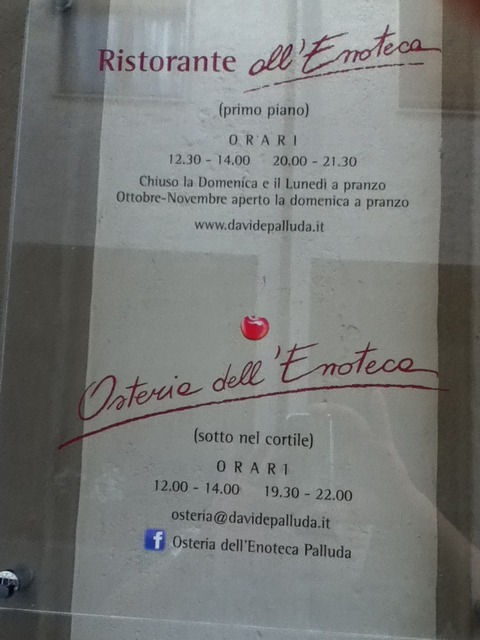 Ristorante all'Enoteca
(primo piano)
ORARI
12.30 - 14.00 20.00 - 21.30
Chiuso la Domenica e il Lunedì a pranzo
Ottobre-Novembre aperto la domenica a pranzo
www.davidepalluda.it
Osteria dell'Enoteca
(sotto nel cortile)
ORARI
12.00 - 14.00 19.30 - 22.00
osteria@davidepalluda.it
f Osteria dell'Enoteca Palluda